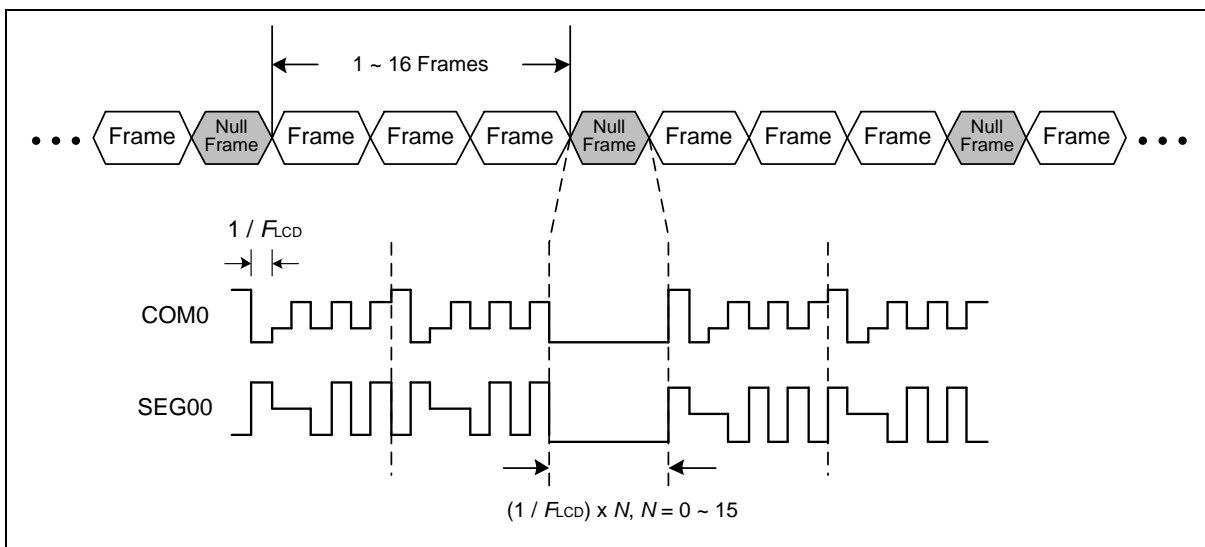 1 ~ 16 Frames
••• Frame Null Frame Frame Frame Frame Null Frame Frame Frame Frame Null Frame Frame •••
1 / FLCD
COM0
SEG00
(1 / FLCD) x N, N = 0 ~ 15